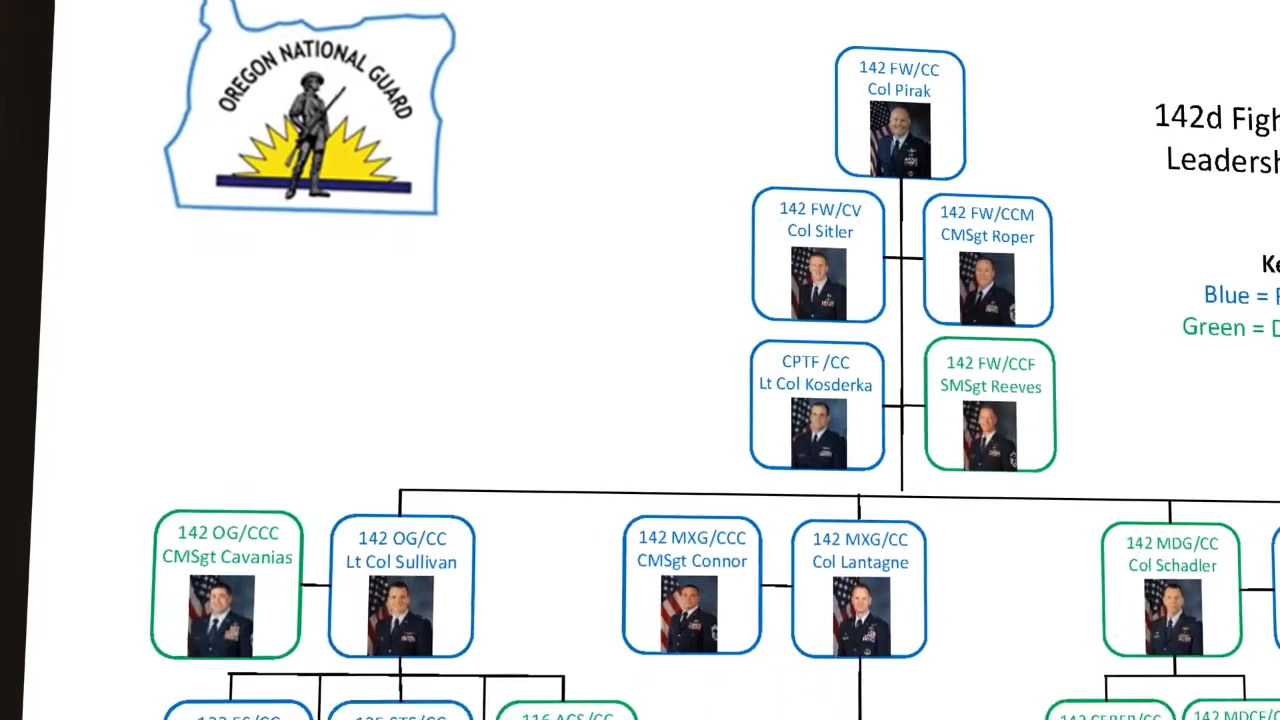 OREGON NATIONAL GUARD
142 FW/CC
Col Pirak
142d Figh
Leadersh
142 FW/CV
Col Sitler
142 FW/CCM
CMSgt Roper
Ke
Blue = F
Green = D
CPTF /CC
Lt Col Kosderka
142 FW/CCF
SMSgt Reeves
142 OG/CCC
CMSgt Cavanias
142 OG/CC
Lt Col Sullivan
142 MXG/CCC
CMSgt Connor
142 MXG/CC
Col Lantagne
142 MDG/CC
Col Schadler
116 ACS/CC